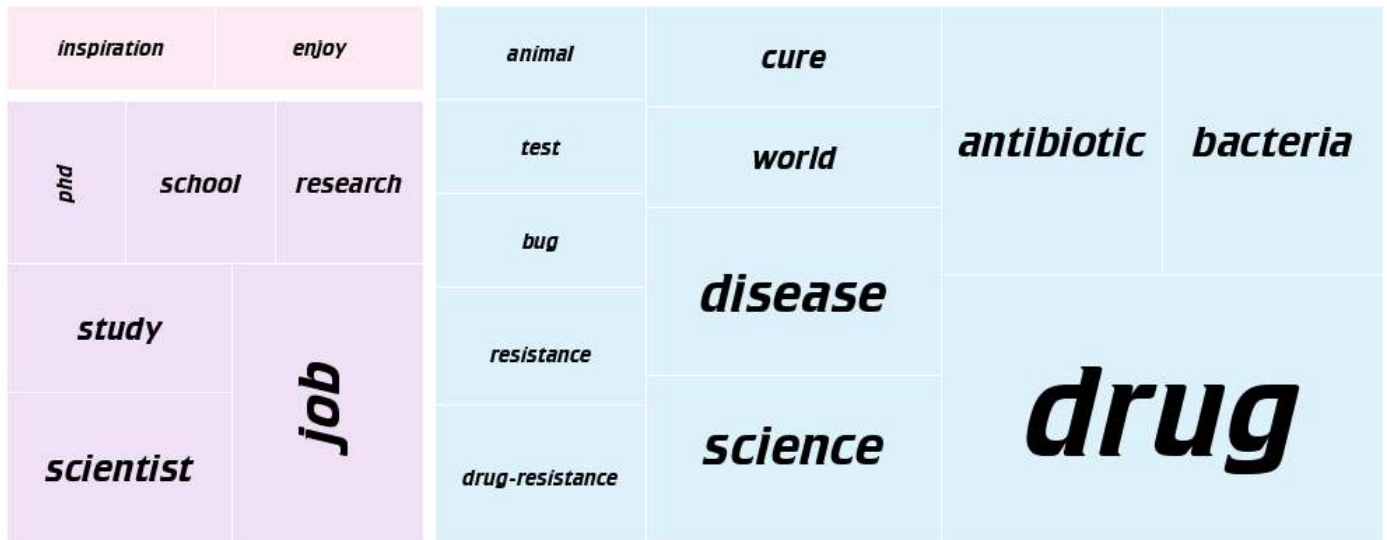 inspiration
enjoy
phd
school
research
study
scientist
job
animal
test
bug
resistance
drug-resistance
cure
world
disease
science
antibiotic
bacteria
drug